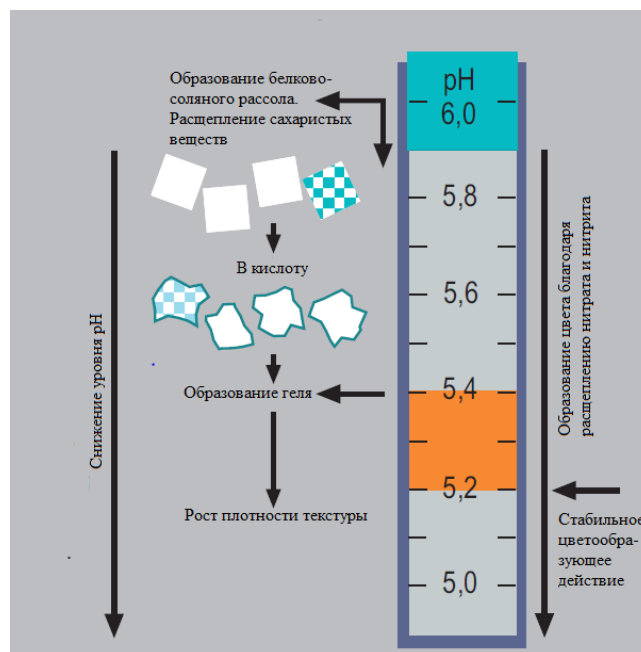 Образование белково-
соляного рассола.
Расщепление сахаристых
веществ
В кислоту
Образование геля
Рост плотности текстуры
Снижение уровня pH
pH
6,0
5,8
5,6
5,4
5,2
5,0
Образование цвета благодаря
расщеплению нитрата и нитрита
Стабильное
цветообра-
зующее
действие